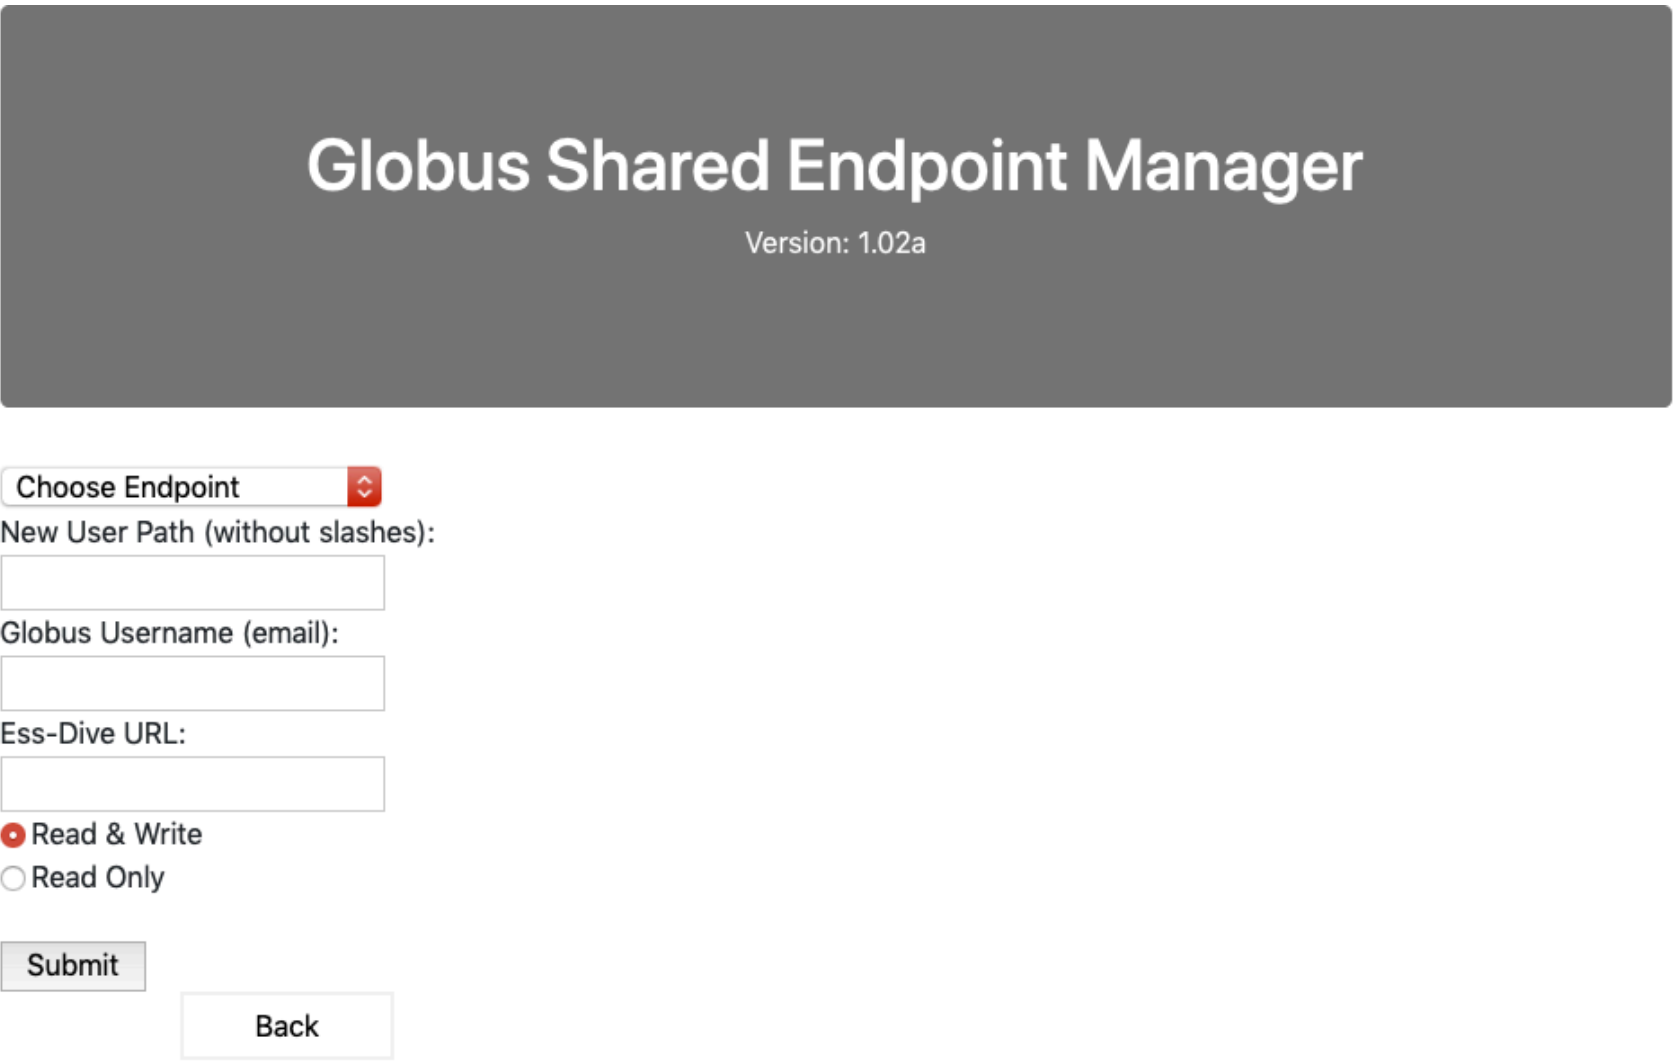 Globus Shared Endpoint Manager
Version: 1.02a
Choose Endpoint
New User Path (without slashes):
Globus Username (email):
Ess-Dive URL:
Read & Write
Read Only
Submit
Back